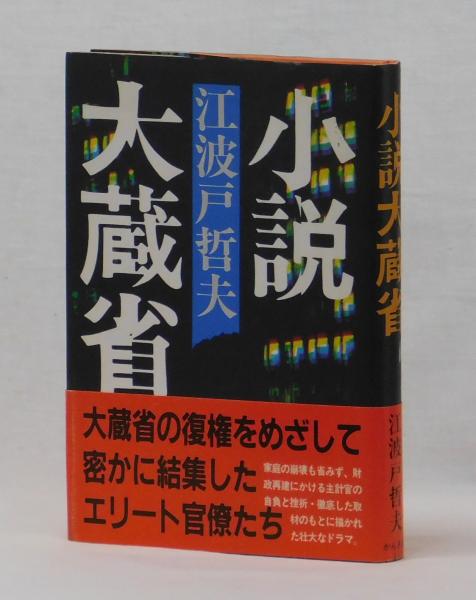 小説
江波戸哲夫
大蔵省
大蔵省の復権をめざして
密かに結集した
エリート官僚たち
家庭の崩壊も省みず、財
政再建にかける主計官の
自負と挫折・徹底した取
材のもとに描かれ
た壮大なドラマ。
小説大蔵省
江波戸哲夫